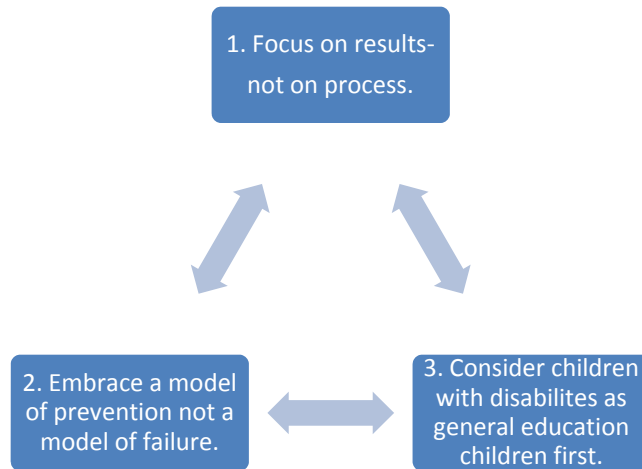 1. Focus on results-
not on process.
2. Embrace a model
of prevention not a
model of failure.
3. Consider children
with disabilites as
general education
children first.